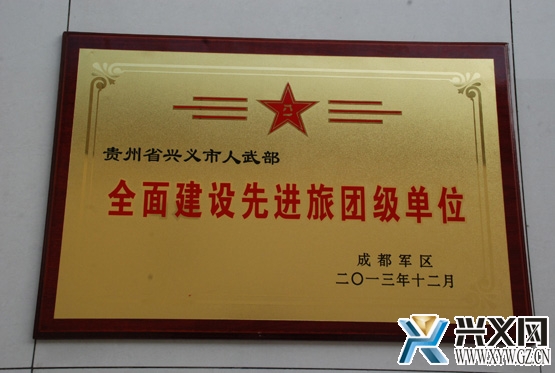 八一
贵州省兴义市人武部
全面建设先进旅团级单位
成都军区
二〇一三年十二月
兴义网
WWW.XYW.GZ.CN